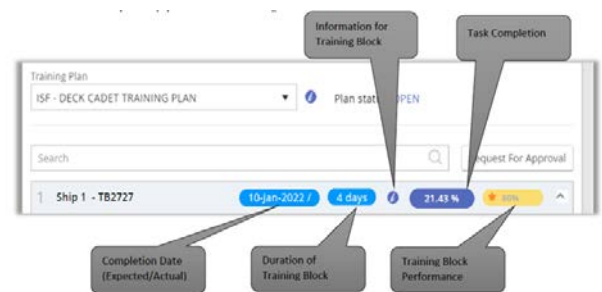 Information for
Training Block
Task Completion
Training Plan
ISF - DECK CADET TRAINING PLAN
Plan stat OPEN
Search
Request For Approval
1 Ship 1 - TB2727
10-Jan-2022 /
4 days
21.43 %
Completion Date
(Expected/Actual)
Duration of
Training Block
Training Block
Performance